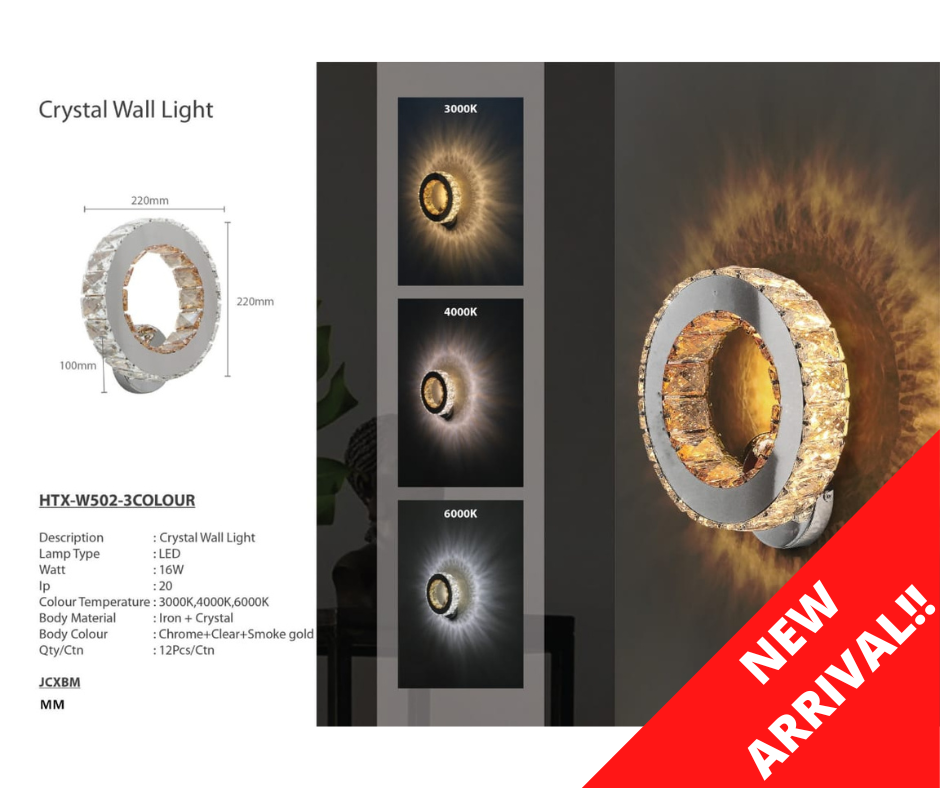 Crystal Wall Light
220mm
220mm
100mm
HTX-W502-3COLOUR
Description : Crystal Wall Light
Lamp Type : LED
Watt : 16W
Ip : 20
Colour Temperature : 3000K,4000K,6000K
Body Material : Iron + Crystal
Body Colour : Chrome+Clear+Smoke gold
Qty/Ctn : 12Pcs/Ctn
JCXBM
MM
3000K
4000K
6000K
NEW
ARRIVAL!!